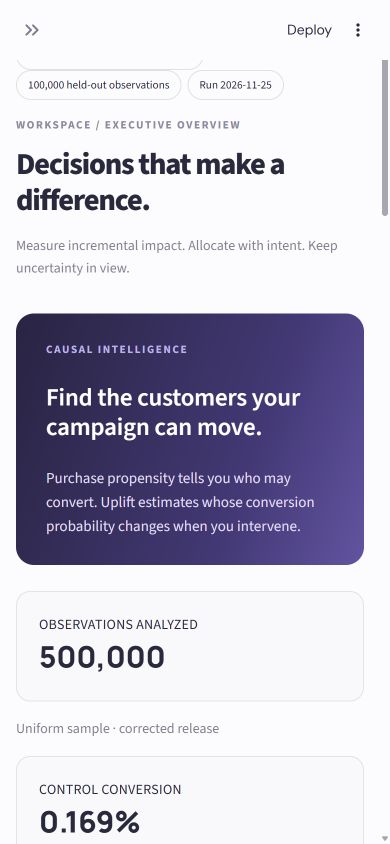 Deploy
100,000 held-out observations
Run 2026-11-25
WORKSPACE / EXECUTIVE OVERVIEW
Decisions that make a
difference.
Measure incremental impact. Allocate with intent. Keep
uncertainty in view.
CAUSAL INTELLIGENCE
Find the customers your
campaign can move.
Purchase propensity tells you who may
convert. Uplift estimates whose conversion
probability changes when you intervene.
OBSERVATIONS ANALYZED
500,000
Uniform sample · corrected release
CONTROL CONVERSION
0.169%